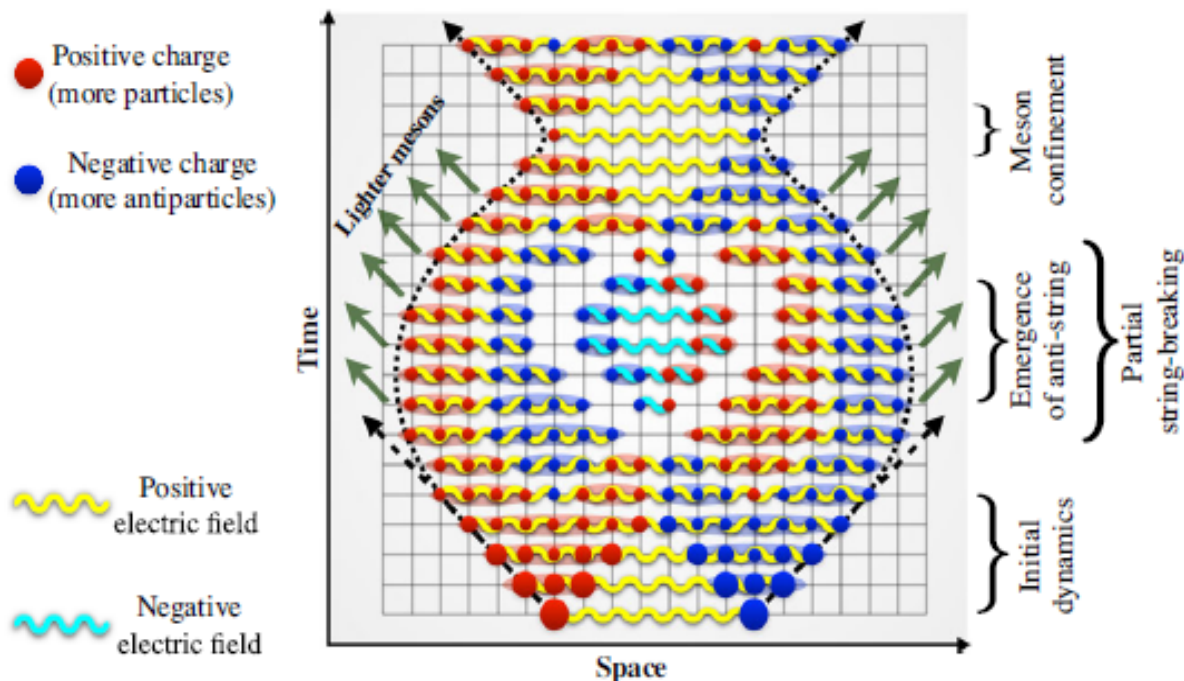 Positive charge
(more particles)
Negative charge
(more antiparticles)
Positive
electric field
Negative
electric field
Time
Space
Lighter mesons
Meson
confinement
Emergence
of anti-string
Partial
string-breaking
Initial
dynamics